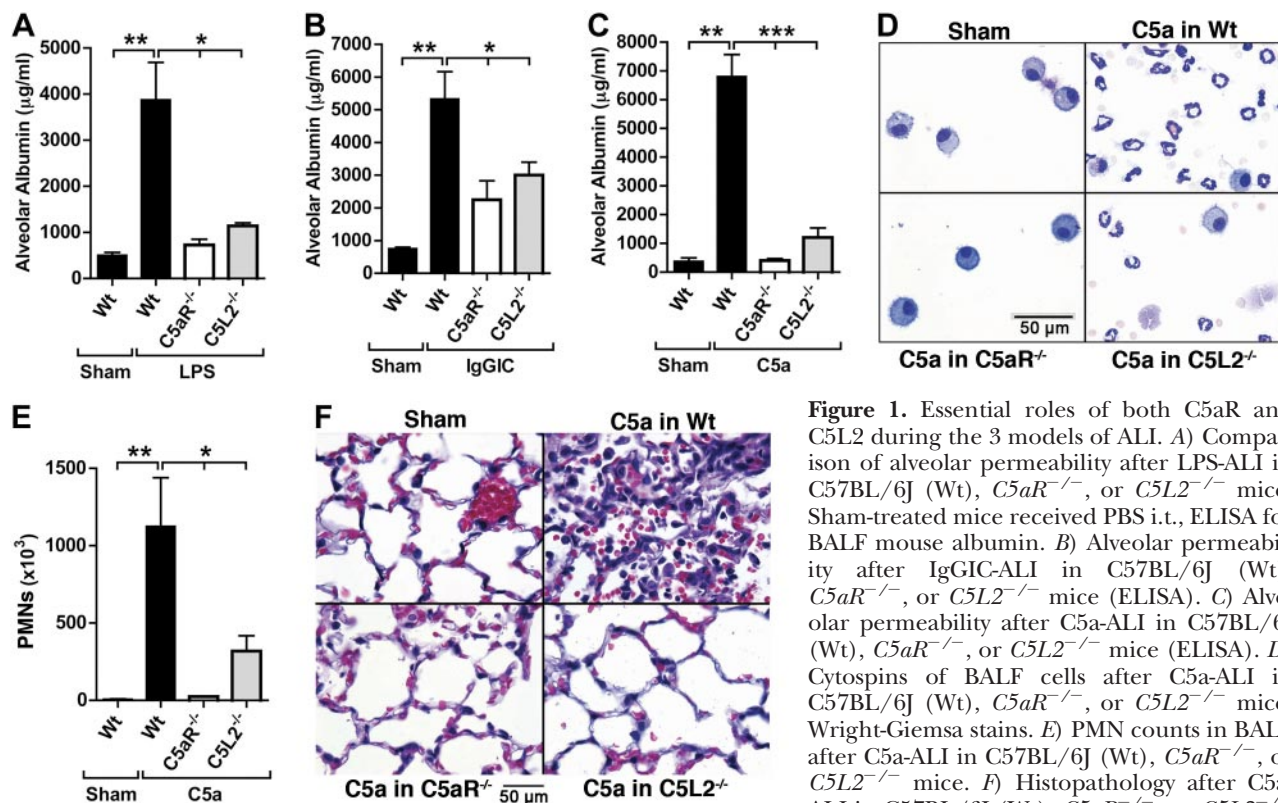 A
Alveolar Albumin (µg/ml)
5000
4000
3000
2000
1000
0
** *
Wt
Wt
C5aR-/-
C5L2-/-
Sham
LPS
B
Alveolar Albumin (µg/ml)
7000
6000
5000
4000
3000
2000
1000
0
** *
Wt
Wt
C5aR-/-
C5L2-/-
Sham
IgGIC
C
Alveolar Albumin (µg/ml)
8000
7000
6000
5000
4000
3000
2000
1000
0
** ***
Wt
Wt
C5aR-/-
C5L2-/-
Sham
C5a
D
Sham
C5a in Wt
50 µm
C5a in C5aR-/-
C5a in C5L2-/-
E
PMNs (x10³)
1500
1000
500
0
** *
Wt
Wt
C5aR-/-
C5L2-/-
Sham
C5a
F
Sham
C5a in Wt
C5a in C5aR-/-
50 µm
C5a in C5L2-/-
Figure 1. Essential roles of both C5aR an
C5L2 during the 3 models of ALI. A) Compa
ison of alveolar permeability after LPS-ALI i
C57BL/6J (Wt), C5aR−/−, or C5L2−/− mice
Sham-treated mice received PBS i.t., ELISA fo
BALF mouse albumin. B) Alveolar permeabi
ity after IgGIC-ALI in C57BL/6J (Wt
C5aR−/−, or C5L2−/− mice (ELISA). C) Alve
olar permeability after C5a-ALI in C57BL/6
(Wt), C5aR−/−, or C5L2−/− mice (ELISA). L
Cytospins of BALF cells after C5a-ALI i
C57BL/6J (Wt), C5aR−/−, or C5L2−/− mice
Wright-Giemsa stains. E) PMN counts in BAL
after C5a-ALI in C57BL/6J (Wt), C5aR−/−, o
C5L2−/− mice. F) Histopathology after C5a